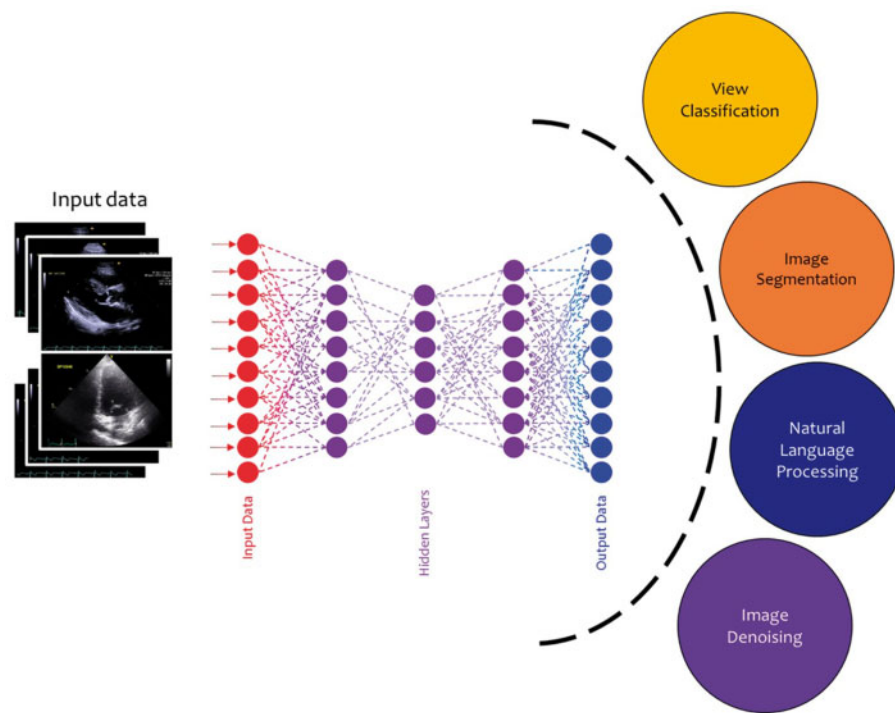 Input data
Input Data
Hidden Layers
Output Data
View
Classification
Image
Segmentation
Natural
Language
Processing
Image
Denoising